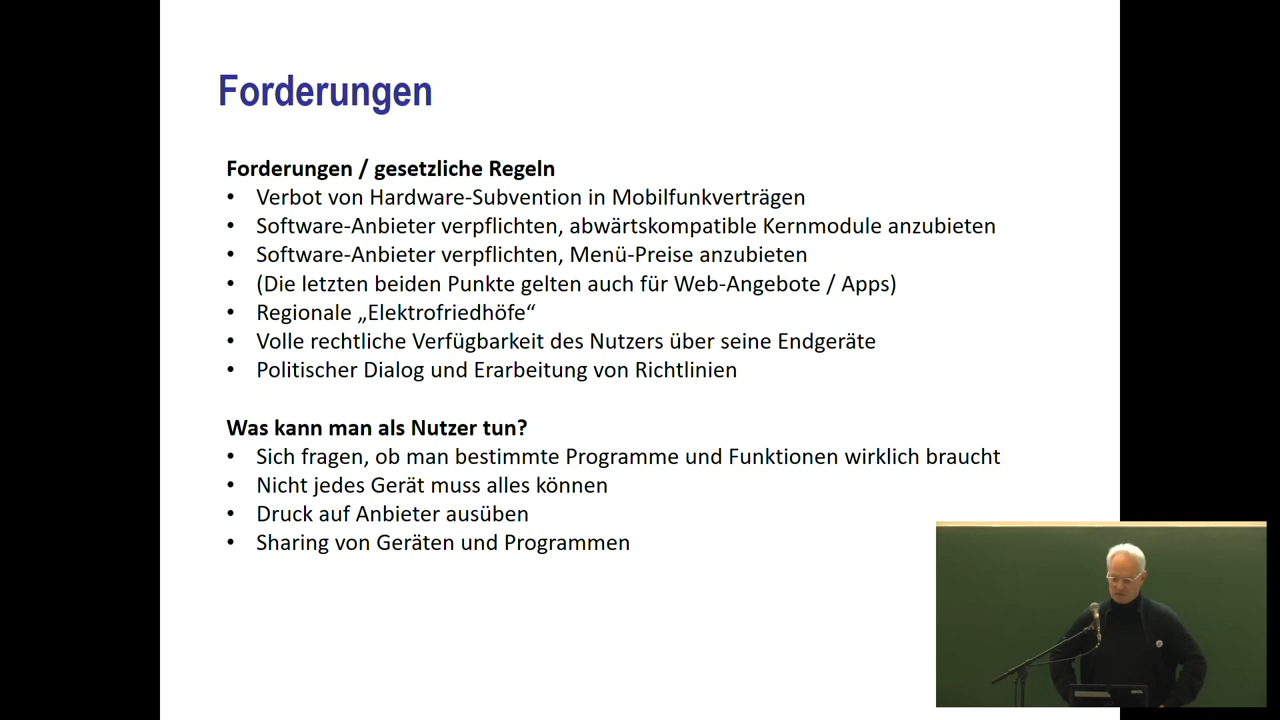 Forderungen
Forderungen / gesetzliche Regeln
• Verbot von Hardware-Subvention in Mobilfunkverträgen
• Software-Anbieter verpflichten, abwärtskompatible Kernmodule anzubieten
• Software-Anbieter verpflichten, Menü-Preise anzubieten
• (Die letzten beiden Punkte gelten auch für Web-Angebote / Apps)
• Regionale „Elektrofriedhöfe“
• Volle rechtliche Verfügbarkeit des Nutzers über seine Endgeräte
• Politischer Dialog und Erarbeitung von Richtlinien
Was kann man als Nutzer tun?
• Sich fragen, ob man bestimmte Programme und Funktionen wirklich braucht
• Nicht jedes Gerät muss alles können
• Druck auf Anbieter ausüben
• Sharing von Geräten und Programmen